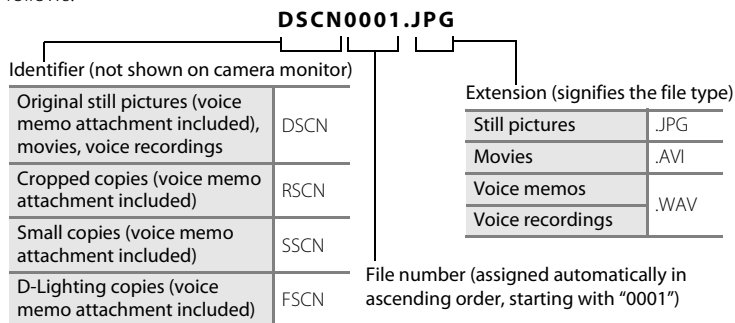 DSCN0001.JPG
Identifier (not shown on camera monitor)
Original still pictures (voice
memo attachment included),
movies, voice recordings
DSCN
Cropped copies (voice memo
attachment included)
RSCN
Small copies (voice memo
attachment included)
SSCN
D-Lighting copies (voice
memo attachment included)
FSCN
Extension (signifies the file type)
Still pictures .JPG
Movies .AVI
Voice memos
.WAV
Voice recordings
File number (assigned automatically in
ascending order, starting with “0001”)